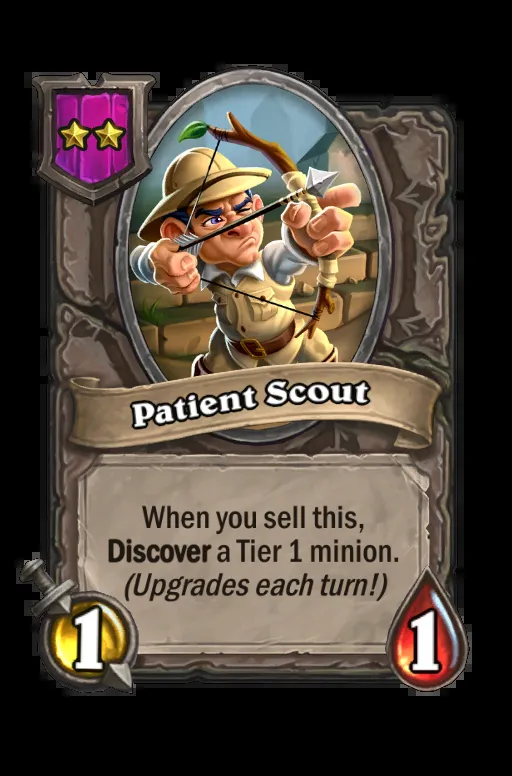 Patient Scout
When you sell this,
Discover a Tier 1 minion.
(Upgrades each turn!)
1
1